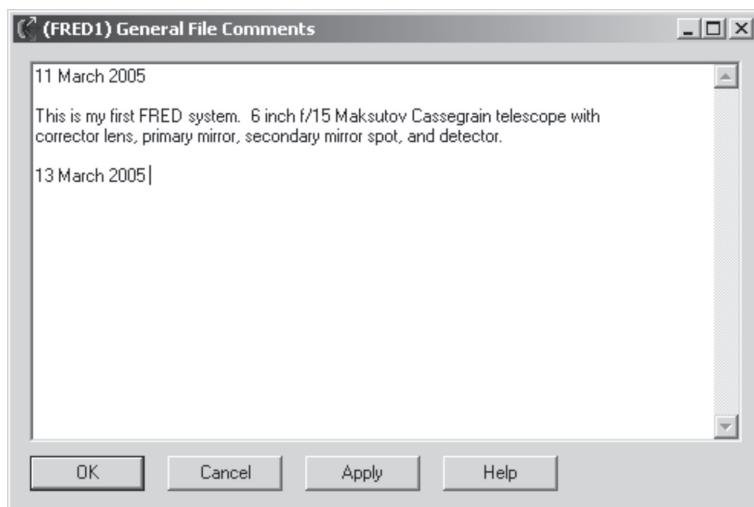 (FRED1) General File Comments
11 March 2005
This is my first FRED system.  6 inch f/15 Maksutov Cassegrain telescope with
corrector lens, primary mirror, secondary mirror spot, and detector.
13 March 2005
OK
Cancel
Apply
Help